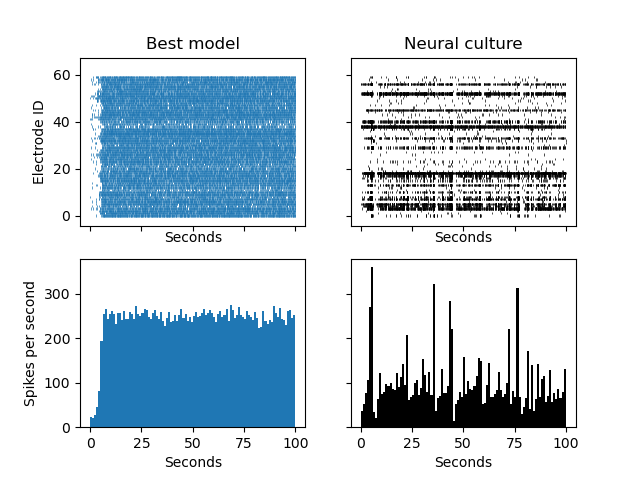 Best model
Neural culture
Electrode ID
60
40
20
0
Seconds
Seconds
Spikes per second
300
200
100
0
0 25 50 75 100
0 25 50 75 100
Seconds
Seconds